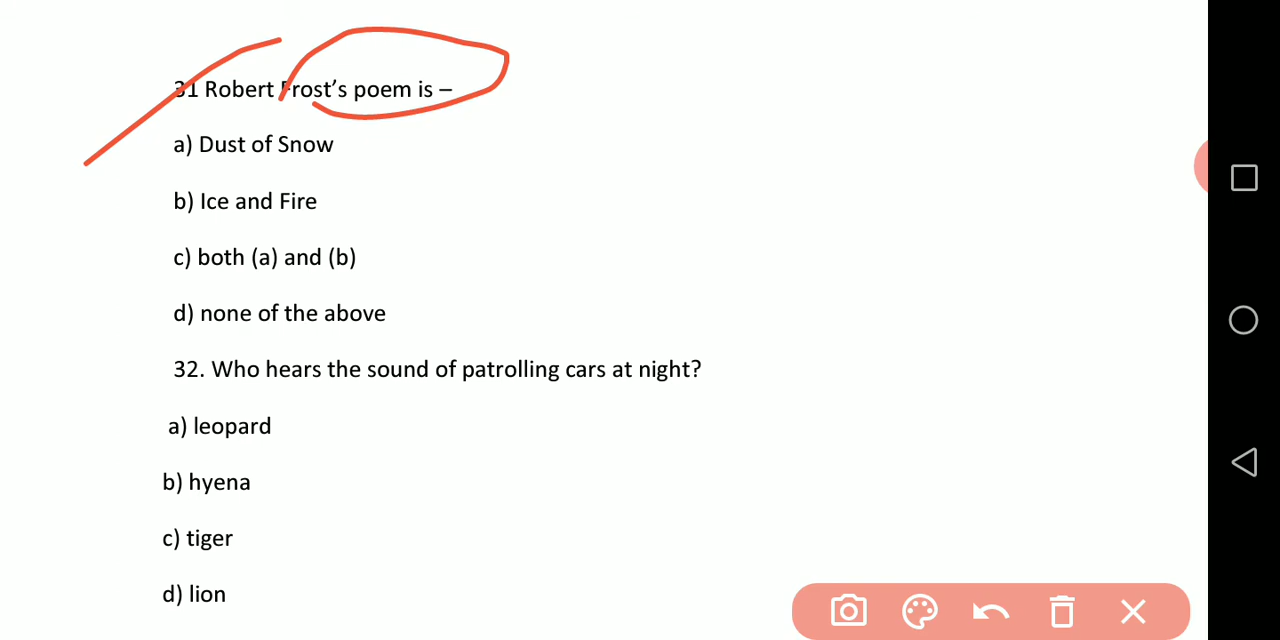 31 Robert Frost’s poem is –
a) Dust of Snow
b) Ice and Fire
c) both (a) and (b)
d) none of the above
32. Who hears the sound of patrolling cars at night?
a) leopard
b) hyena
c) tiger
d) lion